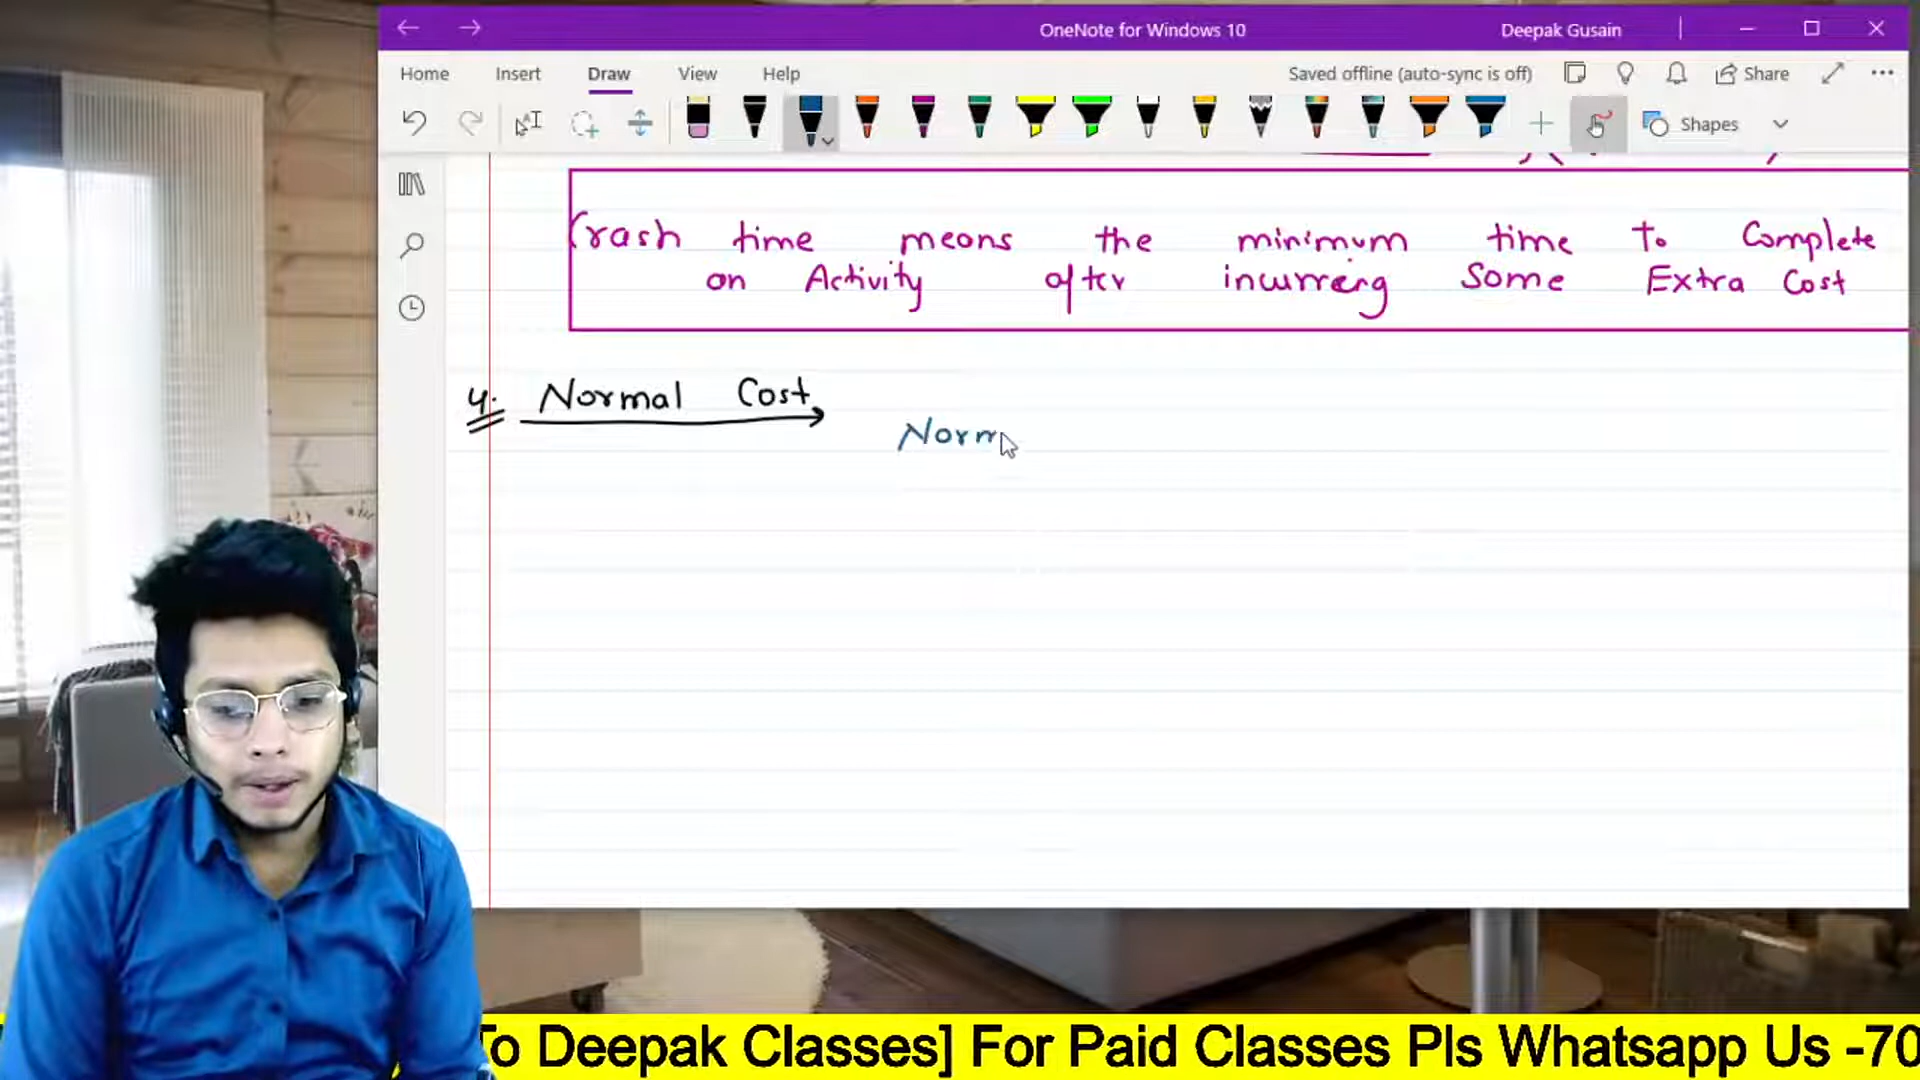 OneNote for Windows 10
Deepak Gusain
Home Insert Draw View Help
Saved offline (auto-sync is off) Share
Shapes
Crash time means the minimum time To Complete
an Activity after incurring Some Extra Cost
4. Normal Cost
Norm
To Deepak Classes] For Paid Classes Pls Whatsapp Us -70